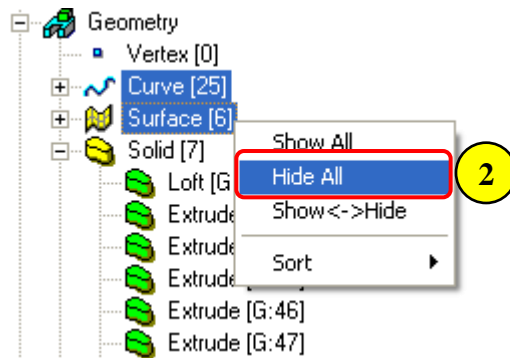 Geometry
Vertex [0]
Curve [25]
Surface [6]
Show All
Solid [7]
Hide All
2
Loft [G
Show<->Hide
Extrude
Extrude
Sort
Extrude
Extrude [G:46]
Extrude [G:47]